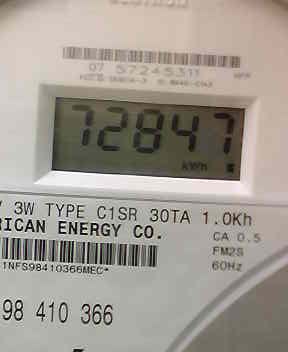 07 57245311
72847
kWh
V 3W TYPE C1SR 30TA 1.0Kh
RICAN ENERGY CO. CA 0.5
FM2S
1NFS98410366MEC* 60Hz
98 410 366